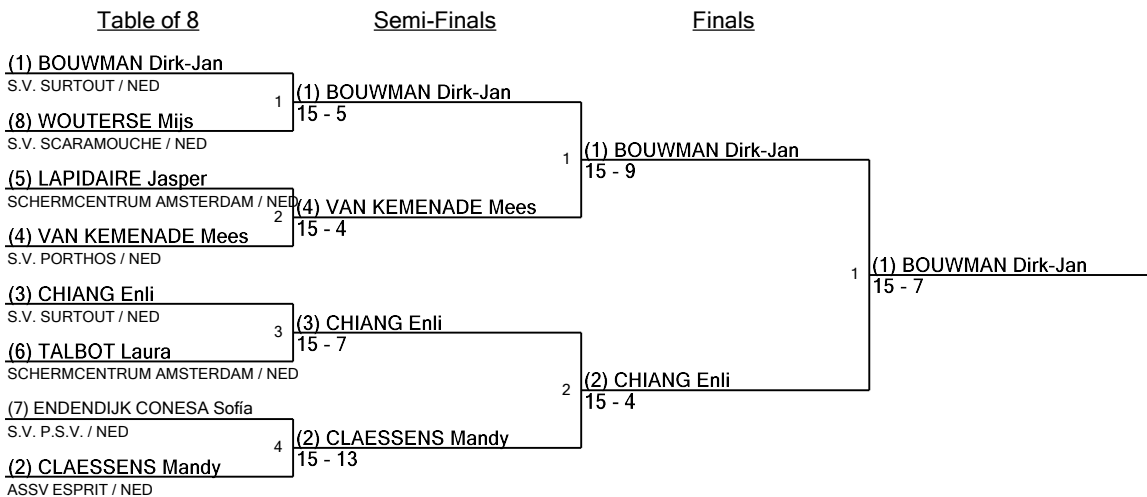 Table of 8
Semi-Finals
Finals
(1) BOUWMAN Dirk-Jan
S.V. SURTOUT / NED
1
(8) WOUTERSE Mijs
S.V. SCARAMOUCHE / NED
(5) LAPIDAIRE Jasper
SCHERMCENTRUM AMSTERDAM / NED
2
(4) VAN KEMENADE Mees
S.V. PORTHOS / NED
(3) CHIANG Enli
S.V. SURTOUT / NED
3
(6) TALBOT Laura
SCHERMCENTRUM AMSTERDAM / NED
(7) ENDENDIJK CONESA Sofía
S.V. P.S.V. / NED
4
(2) CLAESSENS Mandy
ASSV ESPRIT / NED
(1) BOUWMAN Dirk-Jan
15 - 5
1
(4) VAN KEMENADE Mees
15 - 4
(3) CHIANG Enli
15 - 7
2
(2) CLAESSENS Mandy
15 - 13
(1) BOUWMAN Dirk-Jan
15 - 9
1
(2) CHIANG Enli
15 - 4
(1) BOUWMAN Dirk-Jan
15 - 7